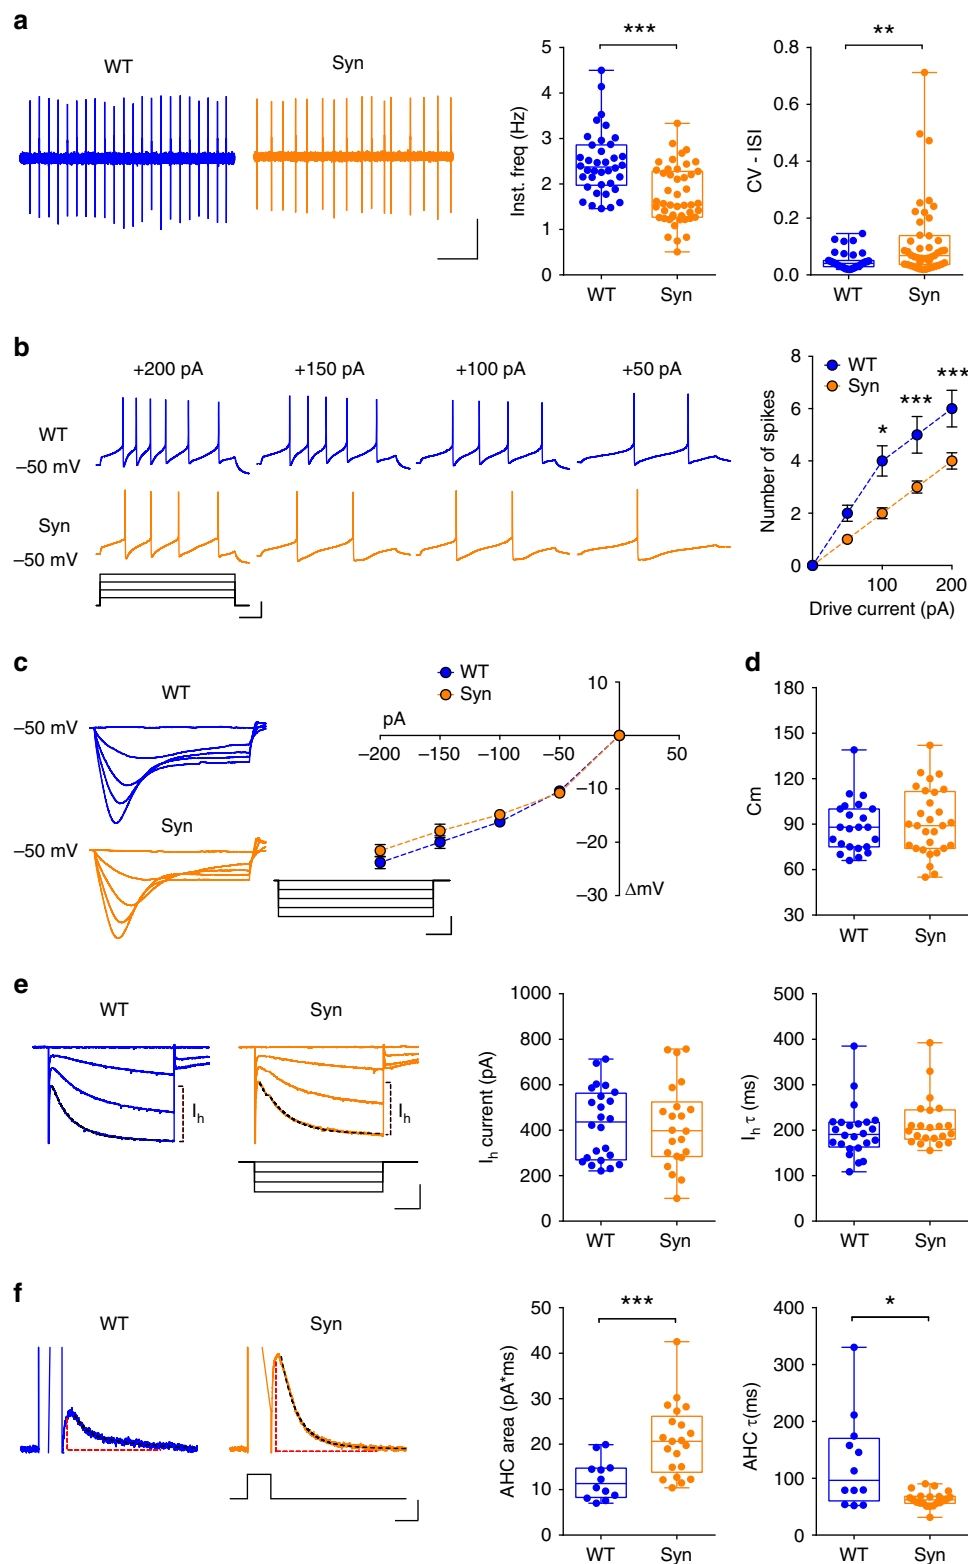 a
WT
Syn
***
Inst. freq (Hz)
5
4
3
2
1
0
WT
Syn
**
CV - ISI
0.8
0.6
0.4
0.2
0.0
WT
Syn
b
+200 pA
+150 pA
+100 pA
+50 pA
WT
–50 mV
Syn
–50 mV
WT
Syn
*
***
***
Number of spikes
8
6
4
2
0
100
200
Drive current (pA)
c
WT
–50 mV
Syn
–50 mV
WT
Syn
pA
–200
–150
–100
–50
50
10
–10
–20
–30
ΔmV
d
Cm
180
150
120
90
60
30
WT
Syn
e
WT
Syn
Ih
Ih
Ih current (pA)
1000
800
600
400
200
0
WT
Syn
Ih τ (ms)
500
400
300
200
100
0
WT
Syn
f
WT
Syn
***
AHC area (pA*ms)
50
40
30
20
10
0
WT
Syn
*
AHC τ(ms)
400
300
200
100
0
WT
Syn